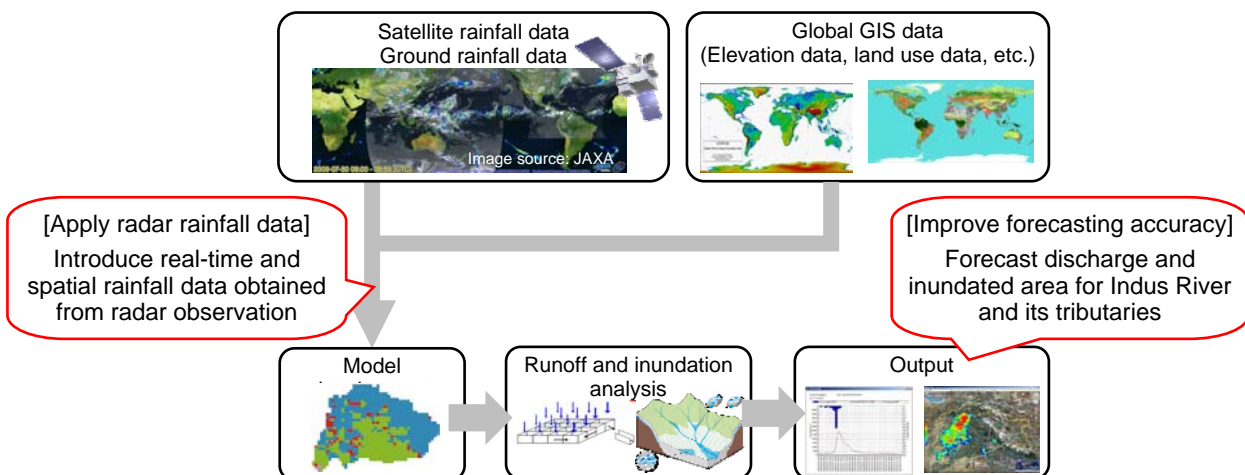 Satellite rainfall data
Ground rainfall data
Image source: JAXA
Global GIS data
(Elevation data, land use data, etc.)
[Apply radar rainfall data]
Introduce real-time and
spatial rainfall data obtained
from radar observation
[Improve forecasting accuracy]
Forecast discharge and
inundated area for Indus River
and its tributaries
Model
Runoff and inundation
analysis
Output